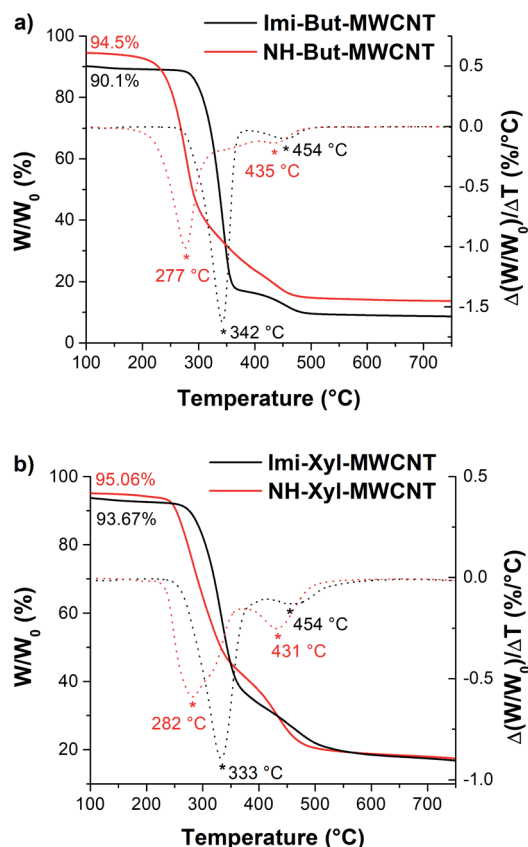 a)
Imi-But-MWCNT
NH-But-MWCNT
94.5%
90.1%
454 °C
435 °C
277 °C
342 °C
W/W0 (%)
100
80
60
40
20
0
Δ(W/W0)/ΔT (%/°C)
0.5
0.0
-0.5
-1.0
-1.5
100 200 300 400 500 600 700
Temperature (°C)
b)
Imi-Xyl-MWCNT
NH-Xyl-MWCNT
95.06%
93.67%
454 °C
431 °C
282 °C
333 °C
W/W0 (%)
100
80
60
40
20
Δ(W/W0)/ΔT (%/°C)
0.5
0.0
-0.5
-1.0
100 200 300 400 500 600 700
Temperature (°C)